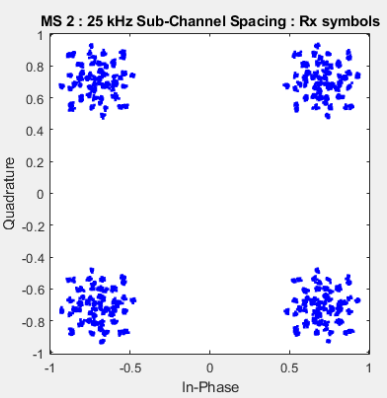 MS 2 : 25 kHz Sub-Channel Spacing : Rx symbols
1
0.8
0.6
0.4
0.2
0
-0.2
-0.4
-0.6
-0.8
-1
Quadrature
-1 -0.5 0 0.5 1
In-Phase